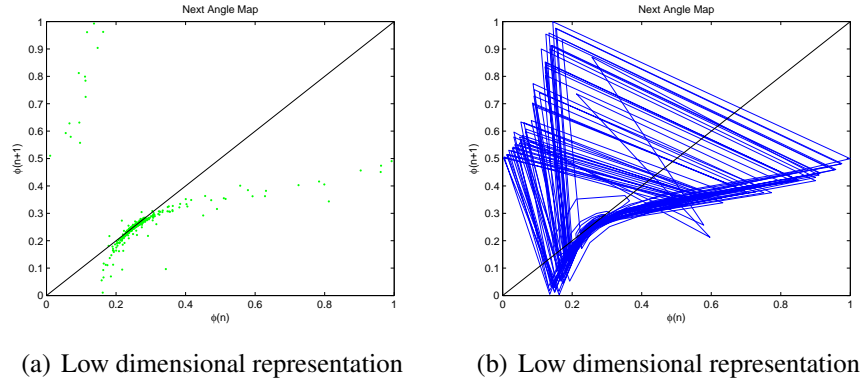 Next Angle Map
1
0.9
0.8
0.7
0.6
0.5
0.4
0.3
0.2
0.1
0
ϕ(n+1)
0 0.2 0.4 0.6 0.8 1
ϕ(n)
(a) Low dimensional representation
Next Angle Map
1
0.9
0.8
0.7
0.6
0.5
0.4
0.3
0.2
0.1
0
ϕ(n+1)
0 0.2 0.4 0.6 0.8 1
ϕ(n)
(b) Low dimensional representation